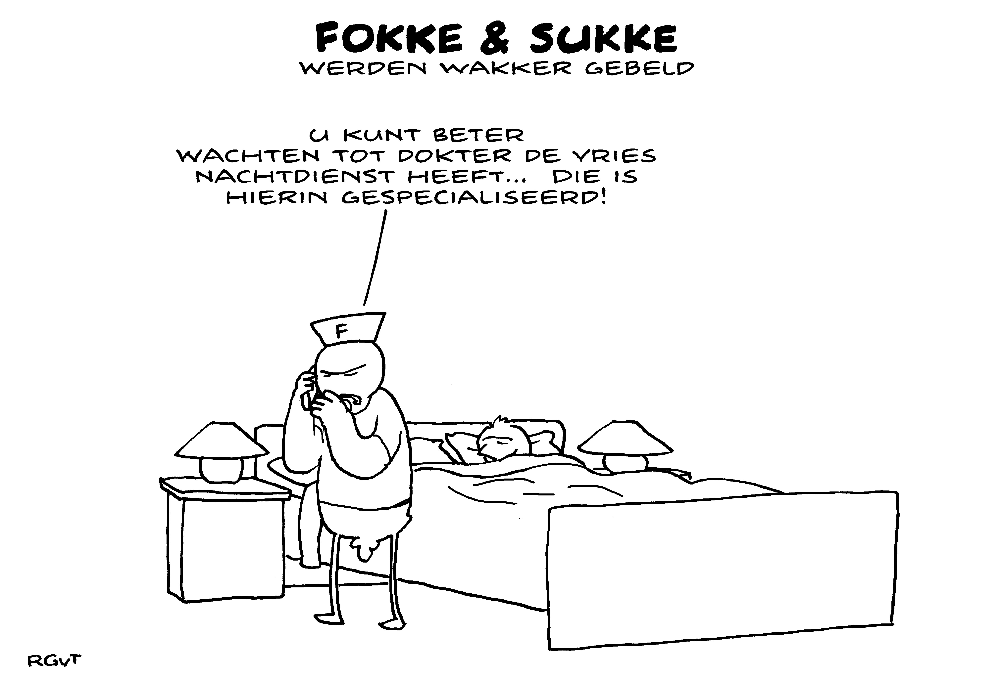 FOKKE & SUKKE
WERDEN WAKKER GEBELD
U KUNT BETER
WACHTEN TOT DOKTER DE VRIES
NACHTDIENST HEEFT... DIE IS
HIERIN GESPECIALISEERD!
F
RGvT